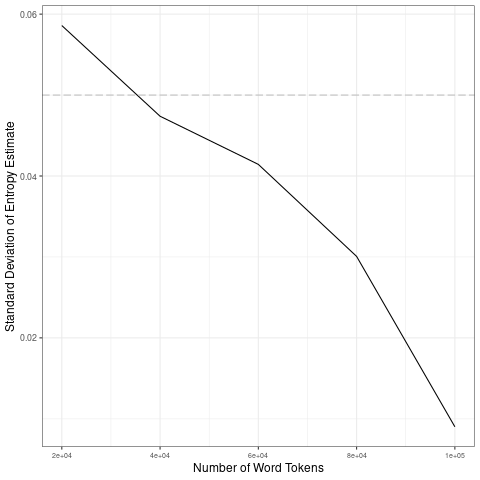 Standard Deviation of Entropy Estimate
0.06
0.04
0.02
2e+04 4e+04 6e+04 8e+04 1e+05
Number of Word Tokens